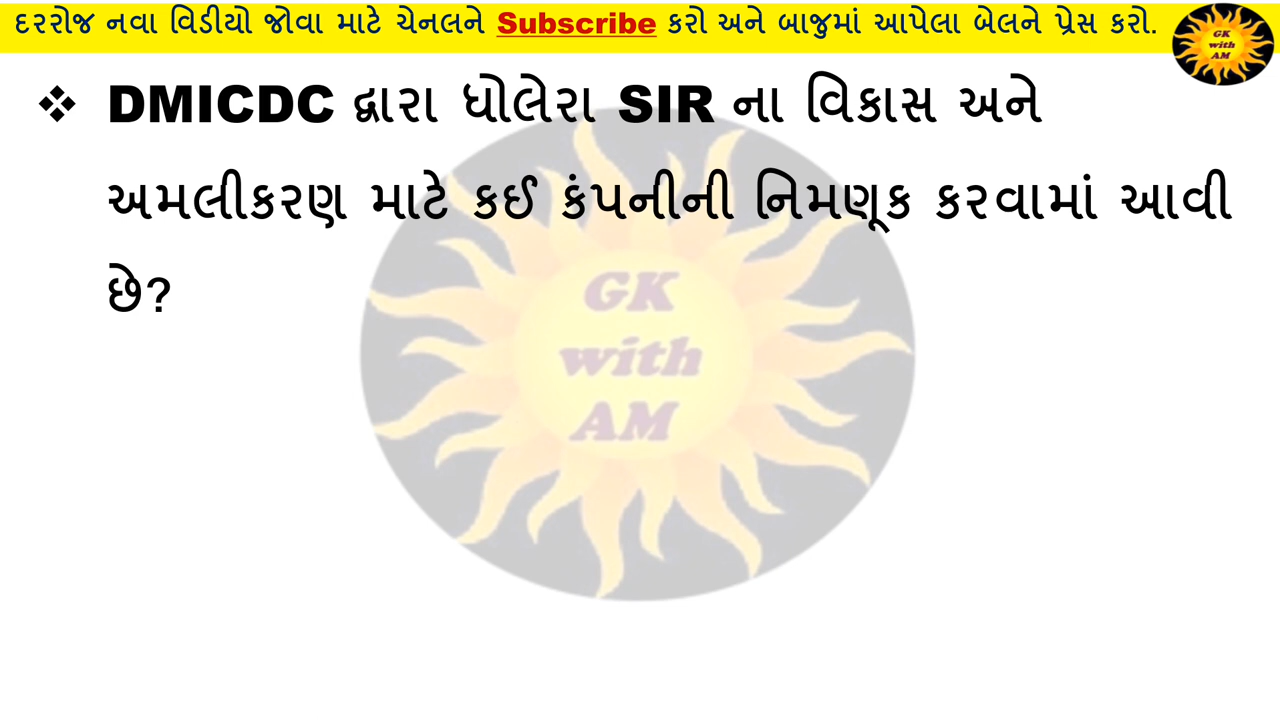 દરરોજ નવા વિડીયો જોવા માટે ચેનલને Subscribe કરો અને બાજુમાં આપેલા બેલને પ્રેસ કરો.
GK
with
AM
❖ DMICDC દ્વારા ધોલેરા SIR ના વિકાસ અને
અમલીકરણ માટે કઈ કંપનીની નિમણૂક કરવામાં આવી
છે?
GK
with
AM